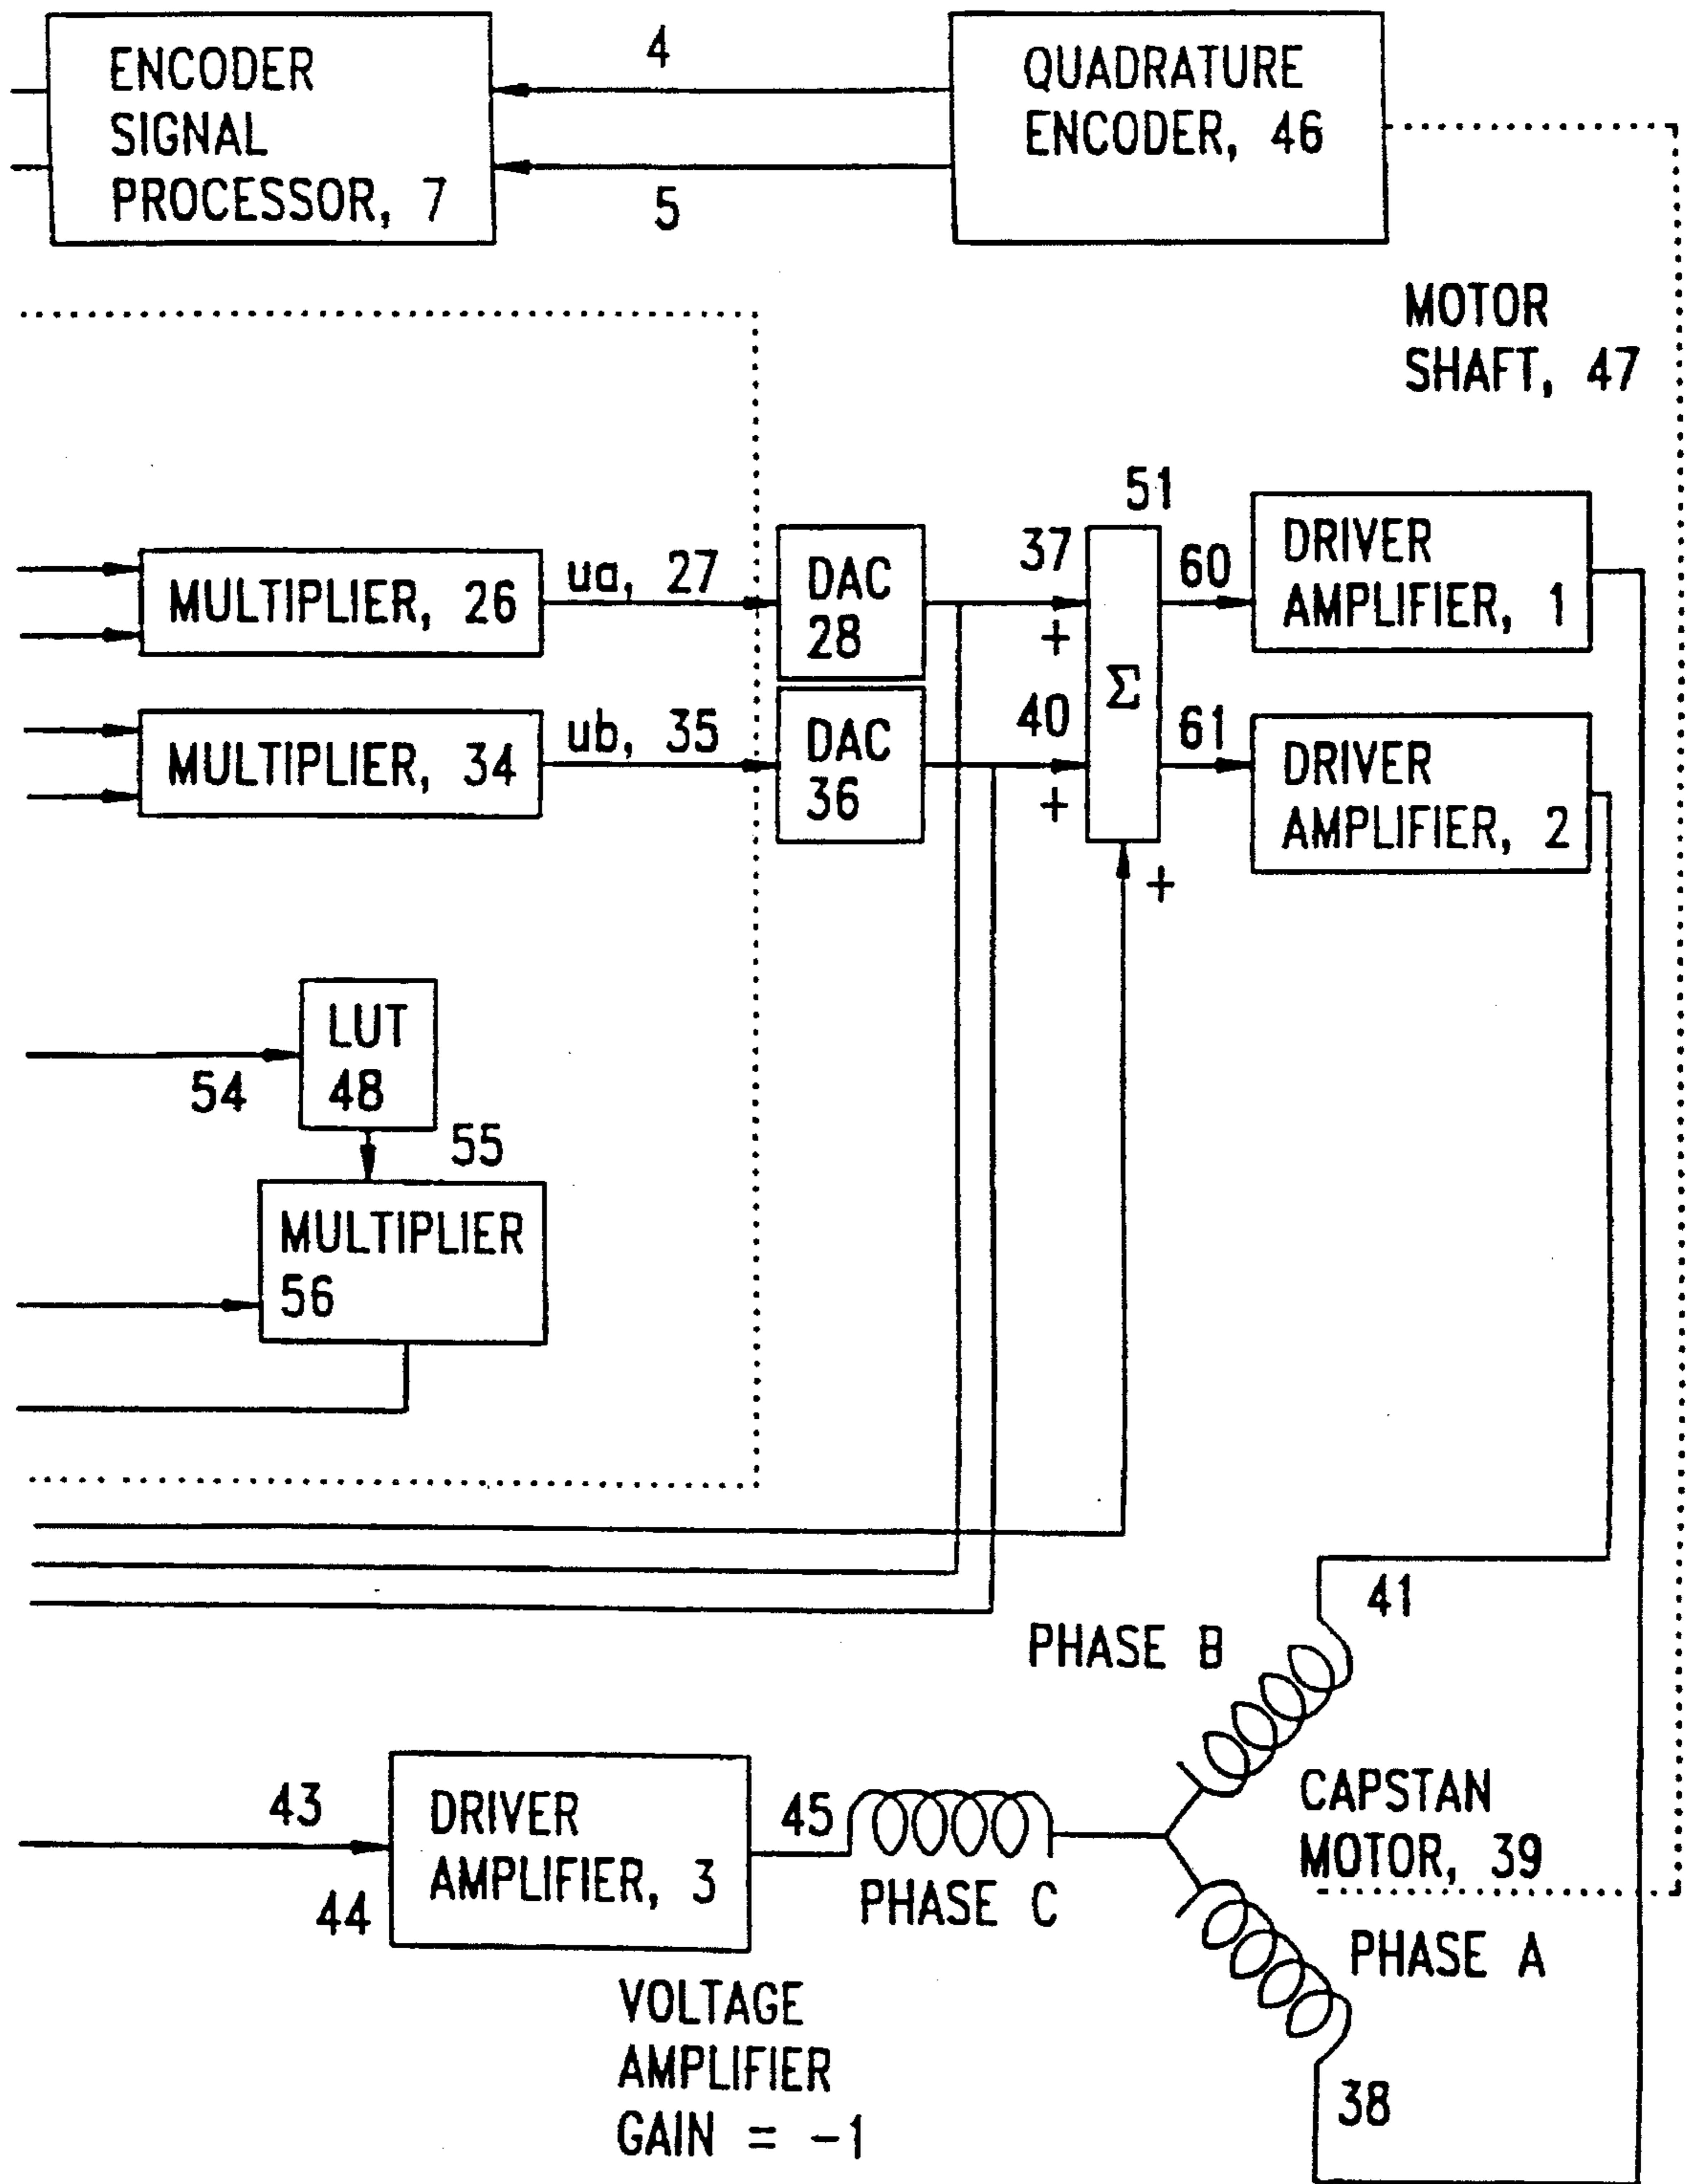 ENCODER
SIGNAL
PROCESSOR, 7
4
5
QUADRATURE
ENCODER, 46
MOTOR
SHAFT, 47
MULTIPLIER, 26
ua, 27
DAC
28
37
+
51
Σ
60
DRIVER
AMPLIFIER, 1
MULTIPLIER, 34
ub, 35
DAC
36
40
+
61
DRIVER
AMPLIFIER, 2
+
54
LUT
48
55
MULTIPLIER
56
41
PHASE B
43
44
DRIVER
AMPLIFIER, 3
45
PHASE C
CAPSTAN
MOTOR, 39
PHASE A
38
VOLTAGE
AMPLIFIER
GAIN = -1